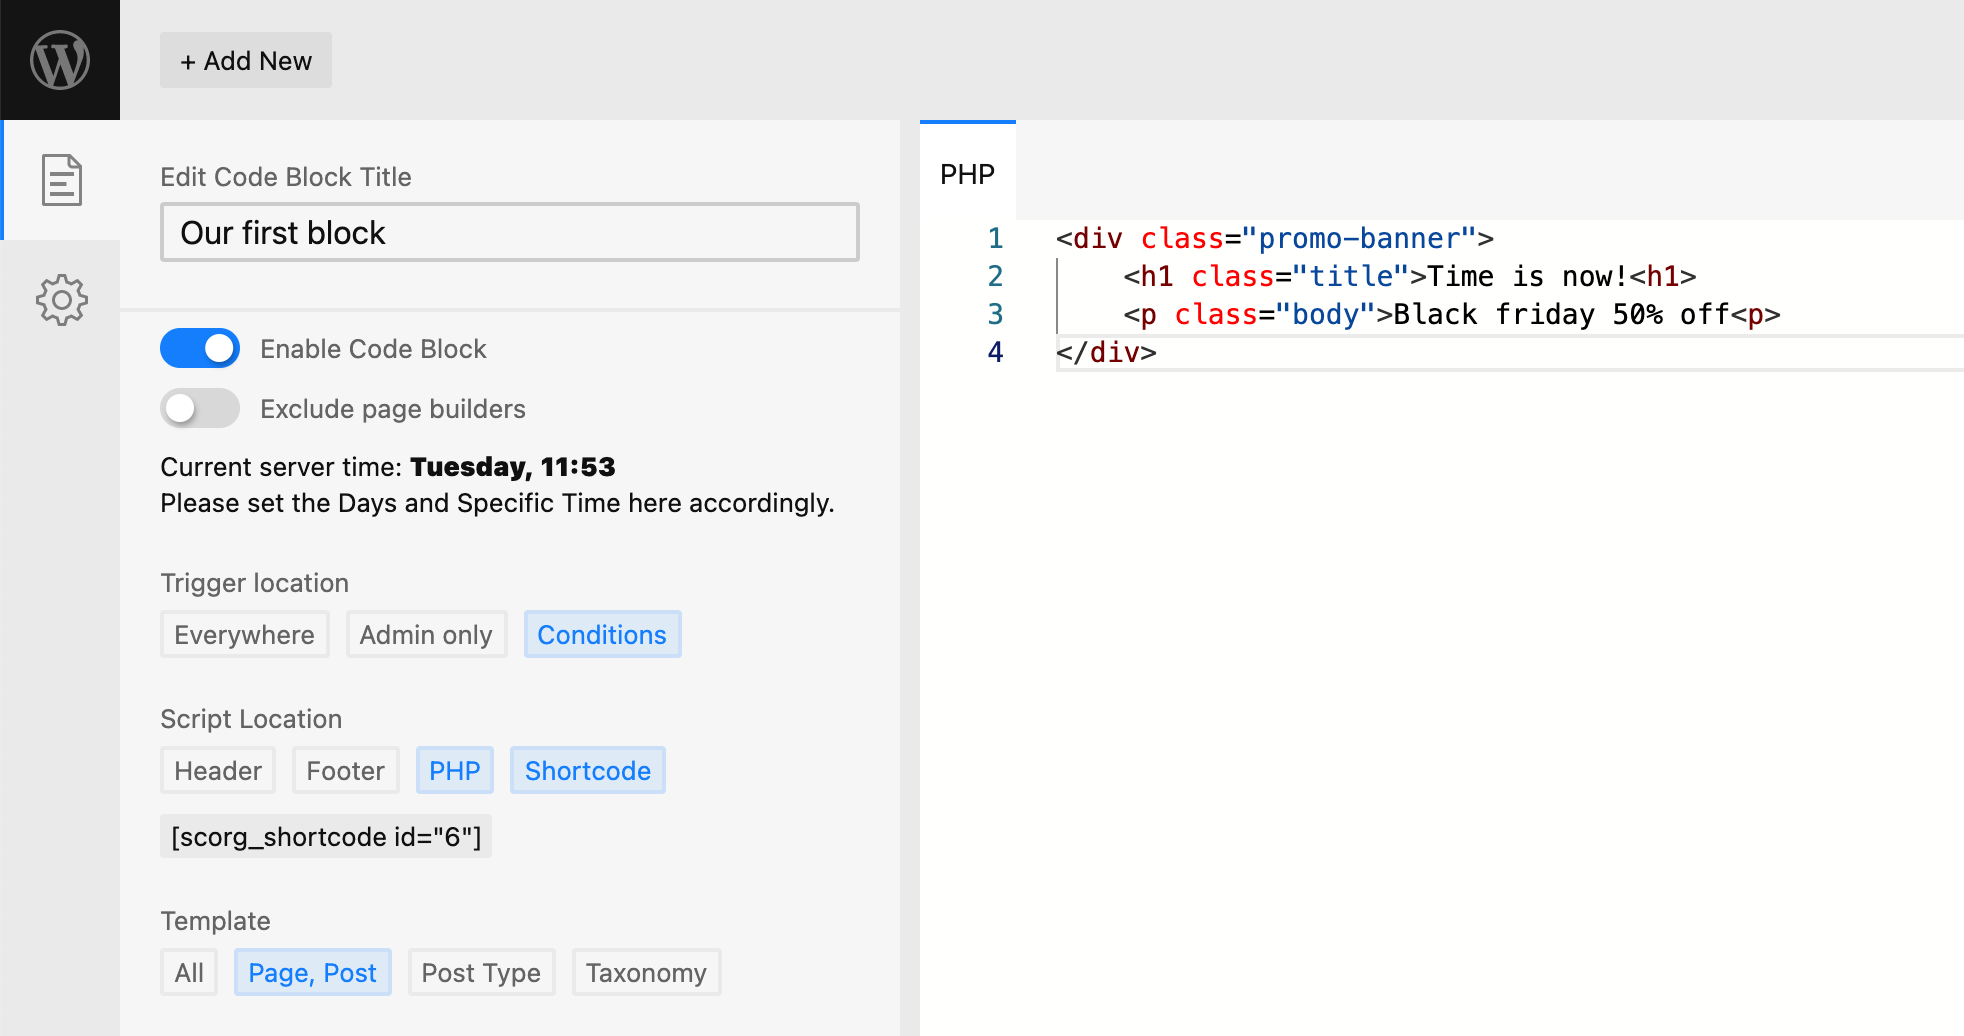 + Add New
Edit Code Block Title
Our first block
Enable Code Block
Exclude page builders
Current server time: Tuesday, 11:53
Please set the Days and Specific Time here accordingly.
Trigger location
Everywhere Admin only Conditions
Script Location
Header Footer PHP Shortcode
[scorg_shortcode id="6"]
Template
All Page, Post Post Type Taxonomy
PHP
1 <div class="promo-banner">
2 <h1 class="title">Time is now!<h1>
3 <p class="body">Black friday 50% off<p>
4 </div>